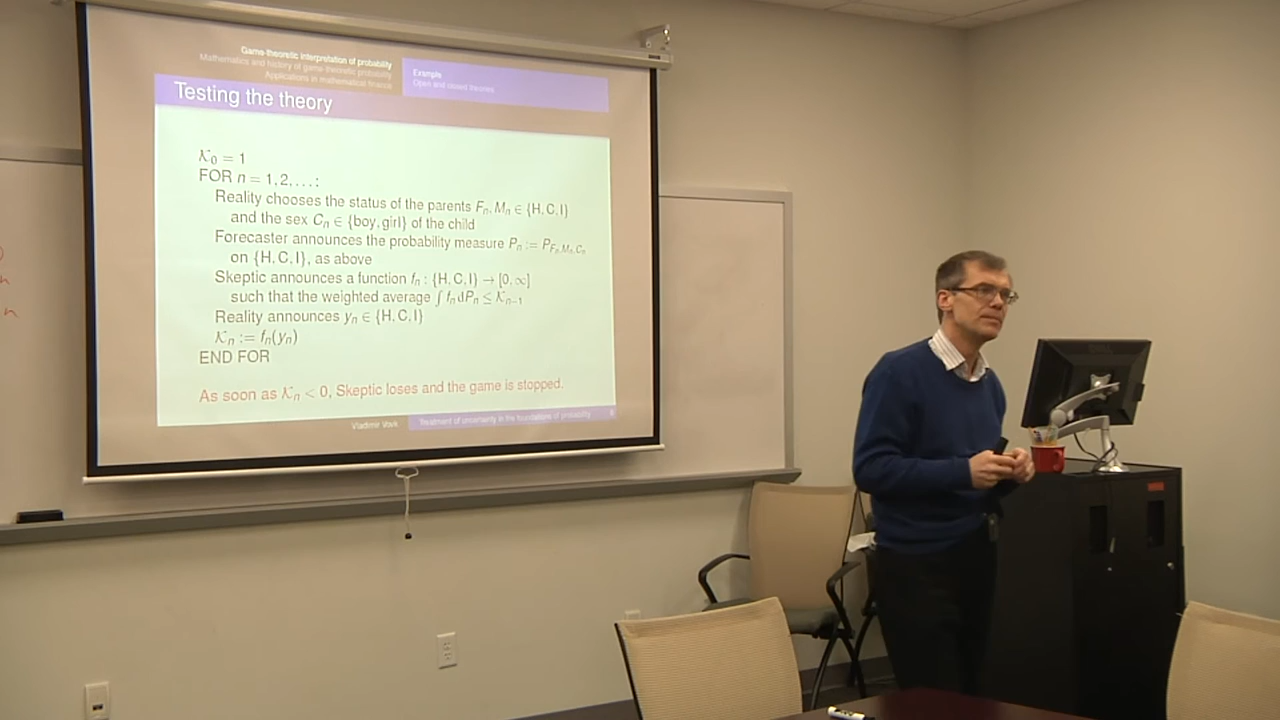 Game-theoretic interpretation of probability
Mathematics and history of game-theoretic probability
Applications in mathematical finance
Example
Open and closed theories
Testing the theory
K₀ = 1
FOR n = 1, 2, . . . :
Reality chooses the status of the parents Fₙ, Mₙ ∈ {H, C, I}
and the sex Cₙ ∈ {boy, girl} of the child
Forecaster announces the probability measure Pₙ := P_{Fₙ,Mₙ,Cₙ}
on {H, C, I}, as above
Skeptic announces a function fₙ : {H, C, I} → [0, ∞]
such that the weighted average ∫ fₙdPₙ ≤ Kₙ₋₁
Reality announces yₙ ∈ {H, C, I}
Kₙ := fₙ(yₙ)
END FOR
As soon as Kₙ < 0, Skeptic loses and the game is stopped.
Vladimir Vovk
Treatment of uncertainty in the foundations of probability